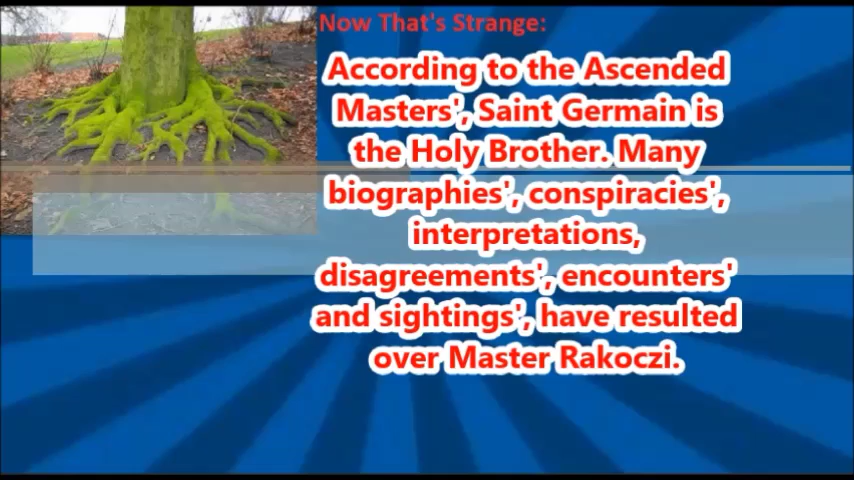 Now That's Strange:
According to the Ascended
Masters', Saint Germain is
the Holy Brother. Many
biographies', conspiracies',
interpretations,
disagreements', encounters'
and sightings', have resulted
over Master Rakoczi.